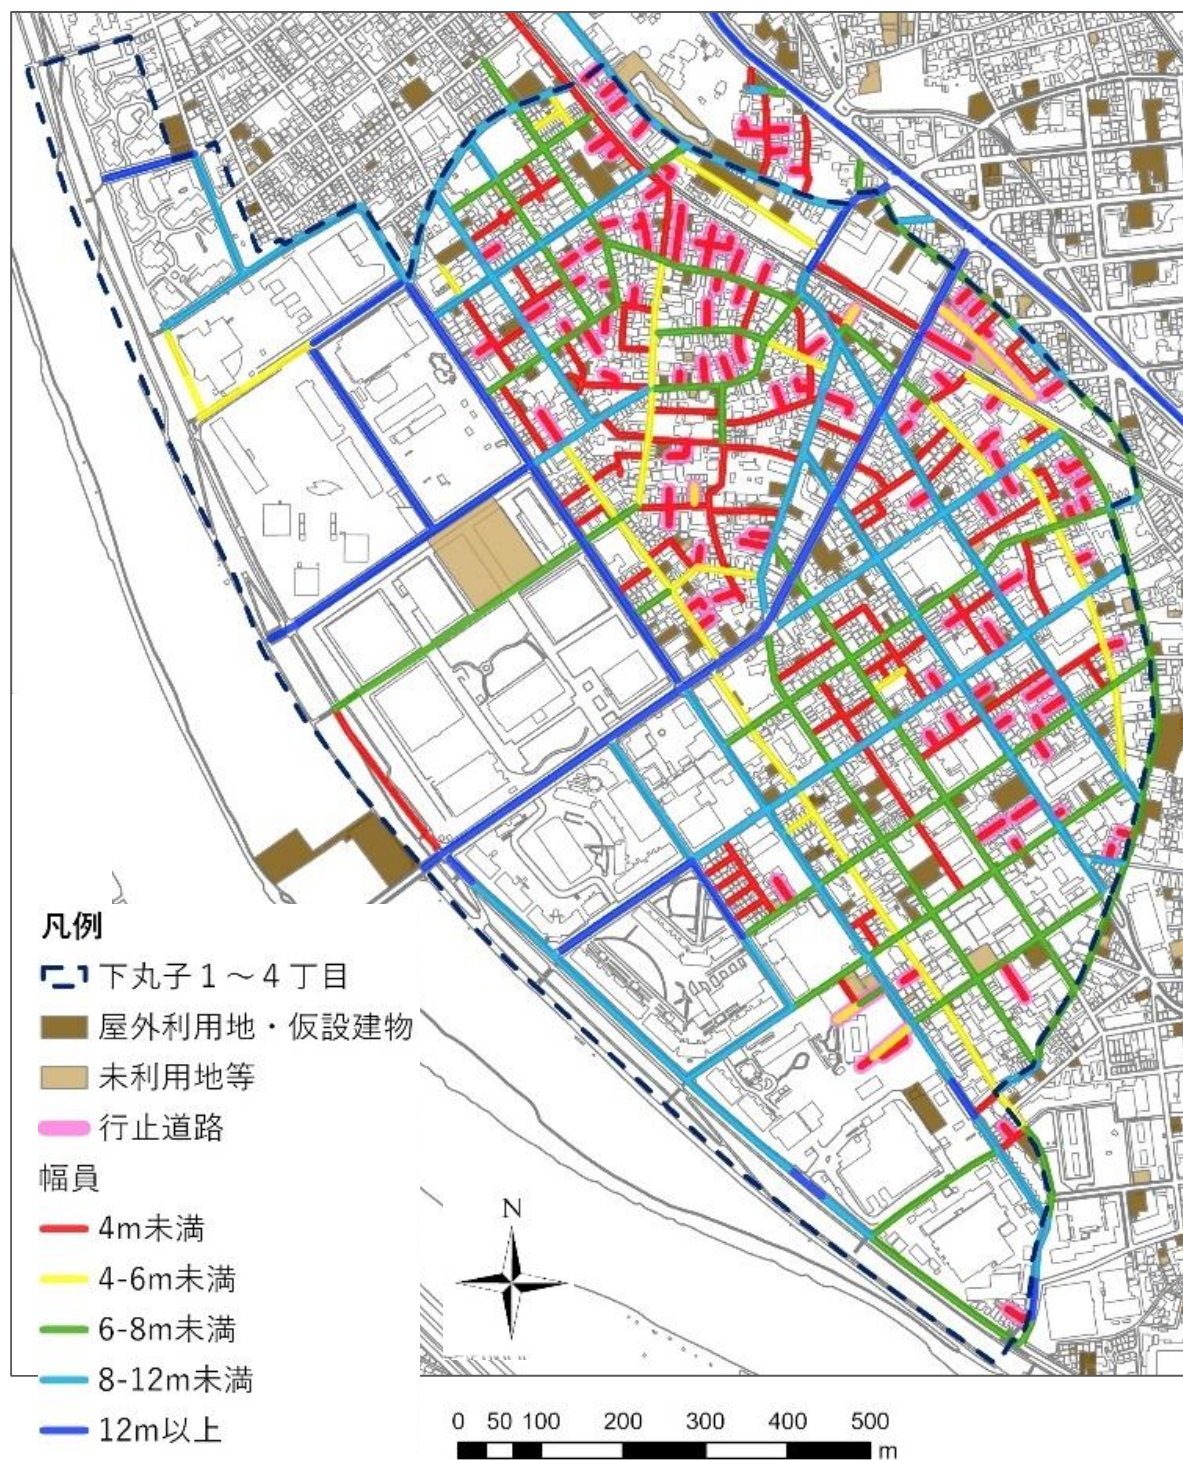 凡例
下丸子１～４丁目
屋外利用地・仮設建物
未利用地等
行止道路
幅員
4m未満
4-6m未満
6-8m未満
8-12m未満
12m以上
N
0 50 100 200 300 400 500
m